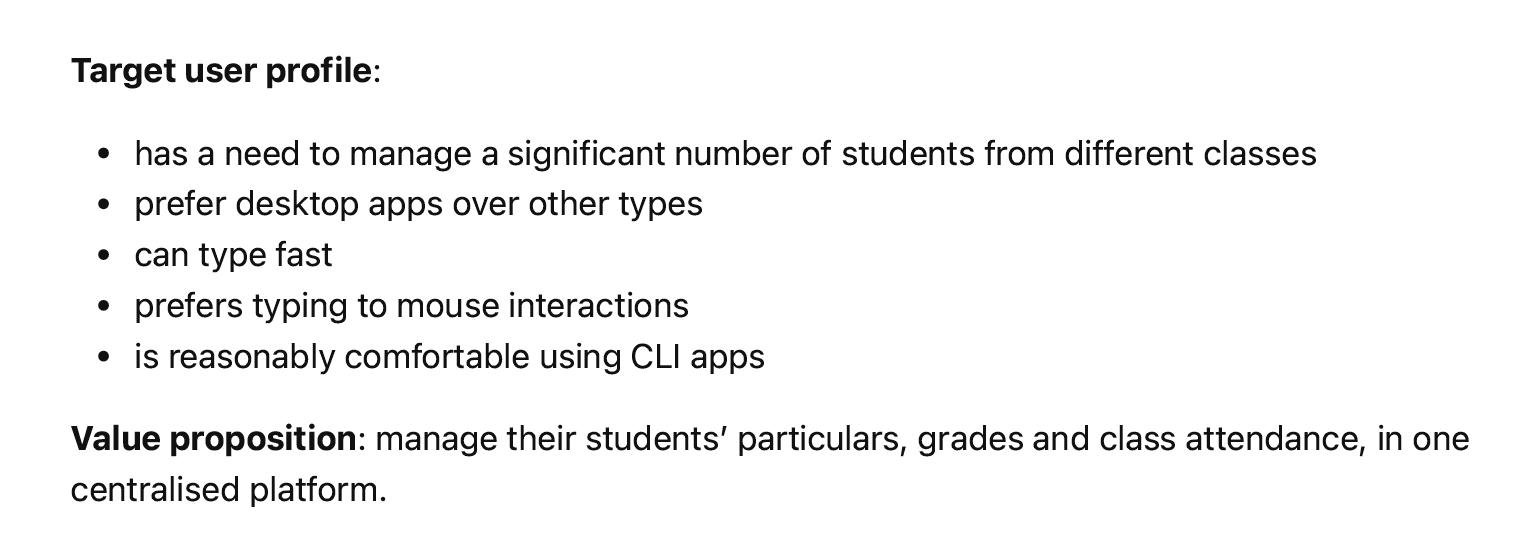 Target user profile:
• has a need to manage a significant number of students from different classes
• prefer desktop apps over other types
• can type fast
• prefers typing to mouse interactions
• is reasonably comfortable using CLI apps
Value proposition: manage their students’ particulars, grades and class attendance, in one
centralised platform.